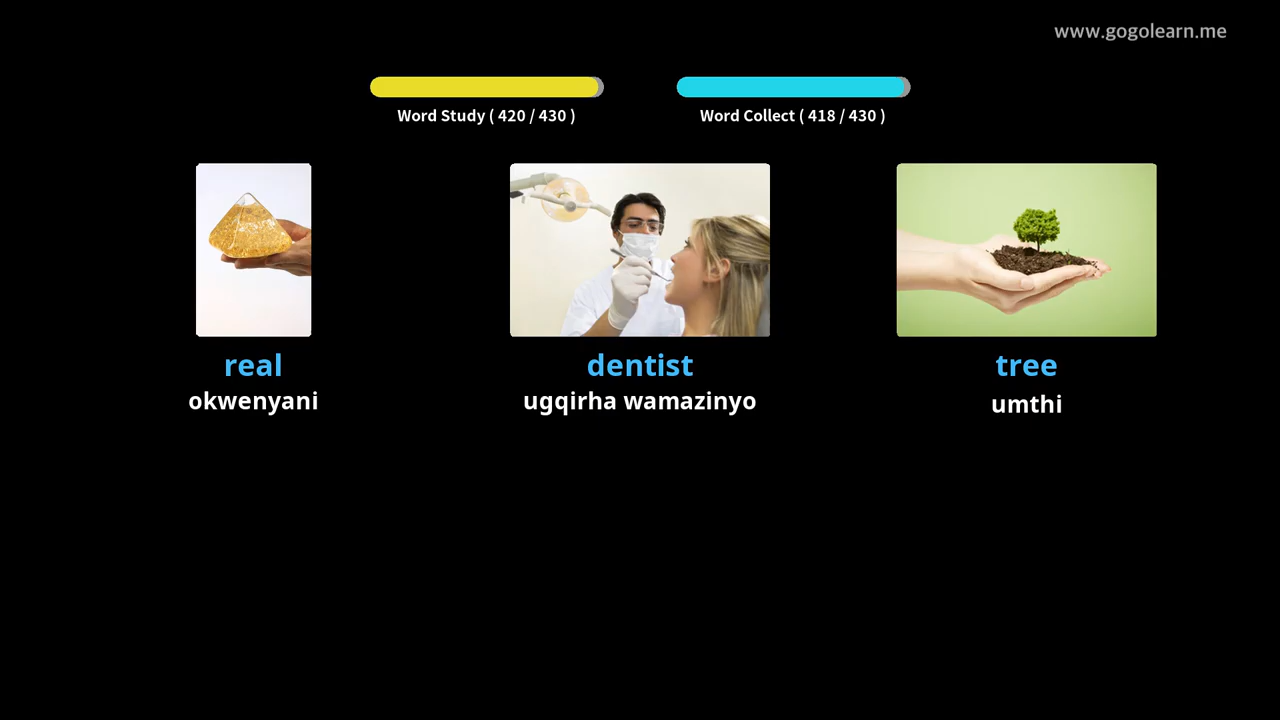 www.gogolearn.me
Word Study ( 420 / 430 )
Word Collect ( 418 / 430 )
real
okwenyani
dentist
ugqirha wamazinyo
tree
umthi